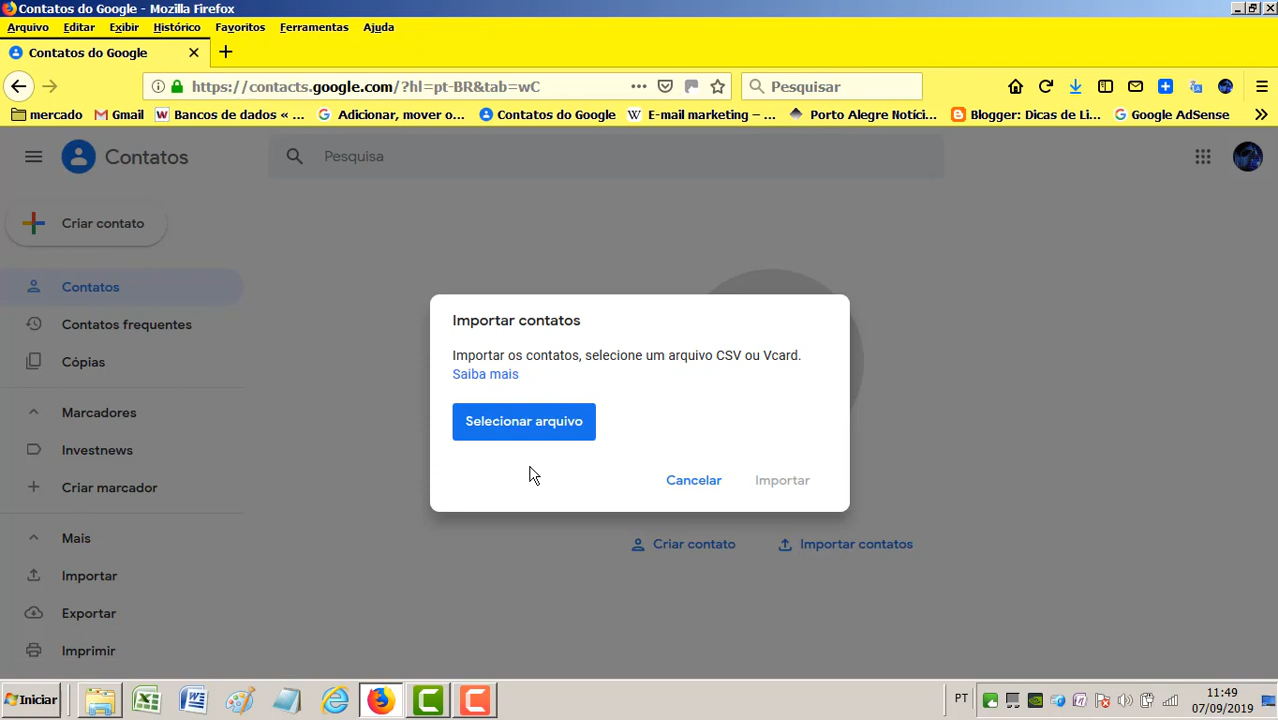 Contatos do Google - Mozilla Firefox
Arquivo Editar Exibir Histórico Favoritos Ferramentas Ajuda
Contatos do Google
https://contacts.google.com/?hl=pt-BR&tab=wC
Pesquisar
mercado Gmail Bancos de dados «... Adicionar, mover o... Contatos do Google E-mail marketing – ... Porto Alegre Notíci... Blogger: Dicas de Li... Google AdSense
Contatos
Pesquisa
Criar contato
Contatos
Contatos frequentes
Cópias
Marcadores
Investnews
Criar marcador
Mais
Importar
Exportar
Imprimir
Importar contatos
Importar os contatos, selecione um arquivo CSV ou Vcard.
Saiba mais
Selecionar arquivo
Cancelar Importar
Criar contato Importar contatos
Iniciar
PT
11:49
07/09/2019